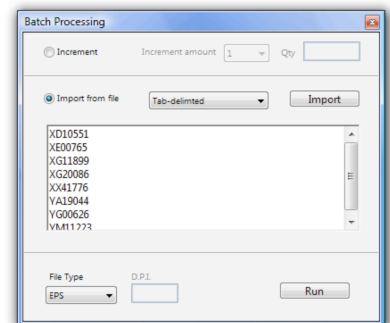 Batch Processing
Increment Increment amount 1 Qty
Import from file Tab-delimted Import
XD10551
XE00765
XG11899
XG20086
XX41776
YA19044
YG00626
YM11223
File Type D.P.I.
EPS Run